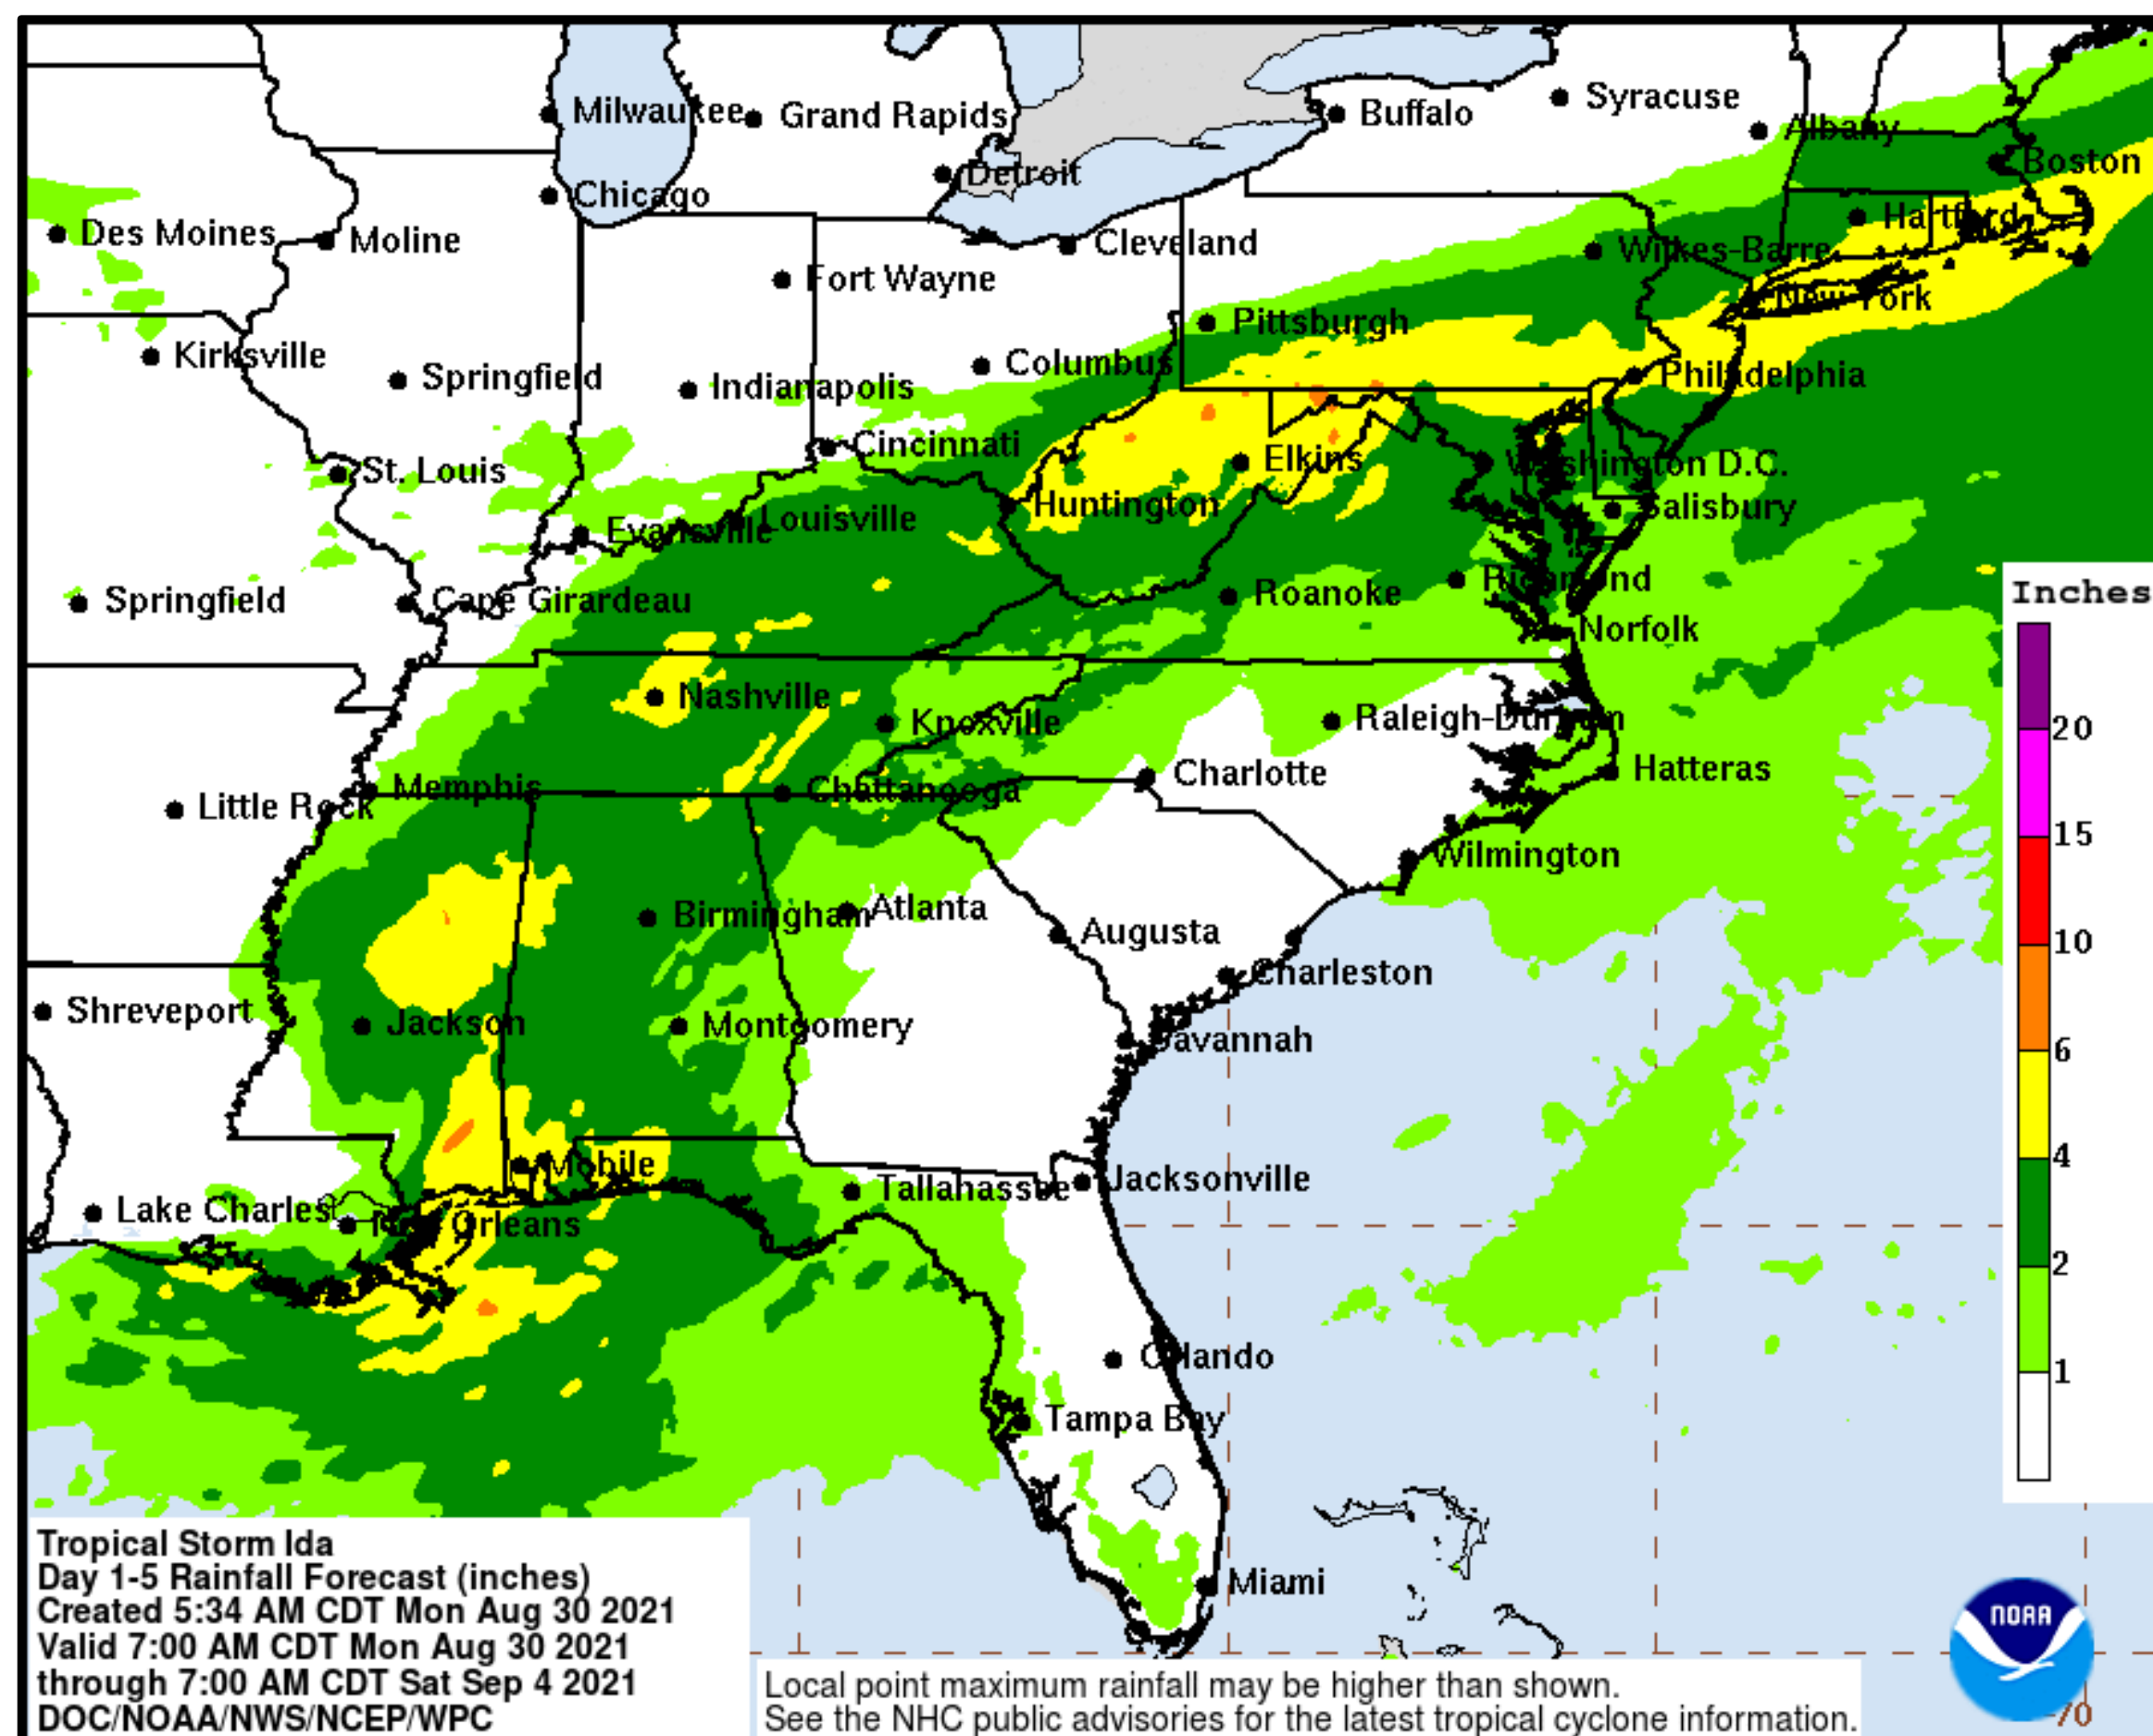 Milwaukee
Grand Rapids
Buffalo
Syracuse
Albany
Boston
Detroit
Chicago
Des Moines
Moline
Cleveland
Hartford
Wilkes-Barre
Fort Wayne
New York
Pittsburgh
Kirksville
Springfield
Indianapolis
Columbus
Philadelphia
Cincinnati
St. Louis
Elkins
Washington D.C.
Huntington
Salisbury
Evansville
Louisville
Springfield
Cape Girardeau
Roanoke
Richmond
Inches
Norfolk
Nashville
Knoxville
Raleigh-Durham
20
Memphis
Chattanooga
Charlotte
Hatteras
Little Rock
15
Wilmington
Birmingham
Atlanta
Augusta
10
Charleston
Shreveport
Jackson
Montgomery
Savannah
6
Mobile
4
Tallahassee
Jacksonville
Lake Charles
New Orleans
2
Orlando
1
Tampa Bay
Miami
Tropical Storm Ida
Day 1-5 Rainfall Forecast (inches)
Created 5:34 AM CDT Mon Aug 30 2021
Valid 7:00 AM CDT Mon Aug 30 2021
through 7:00 AM CDT Sat Sep 4 2021
DOC/NOAA/NWS/NCEP/WPC
Local point maximum rainfall may be higher than shown.
See the NHC public advisories for the latest tropical cyclone information.
NOAA
-70